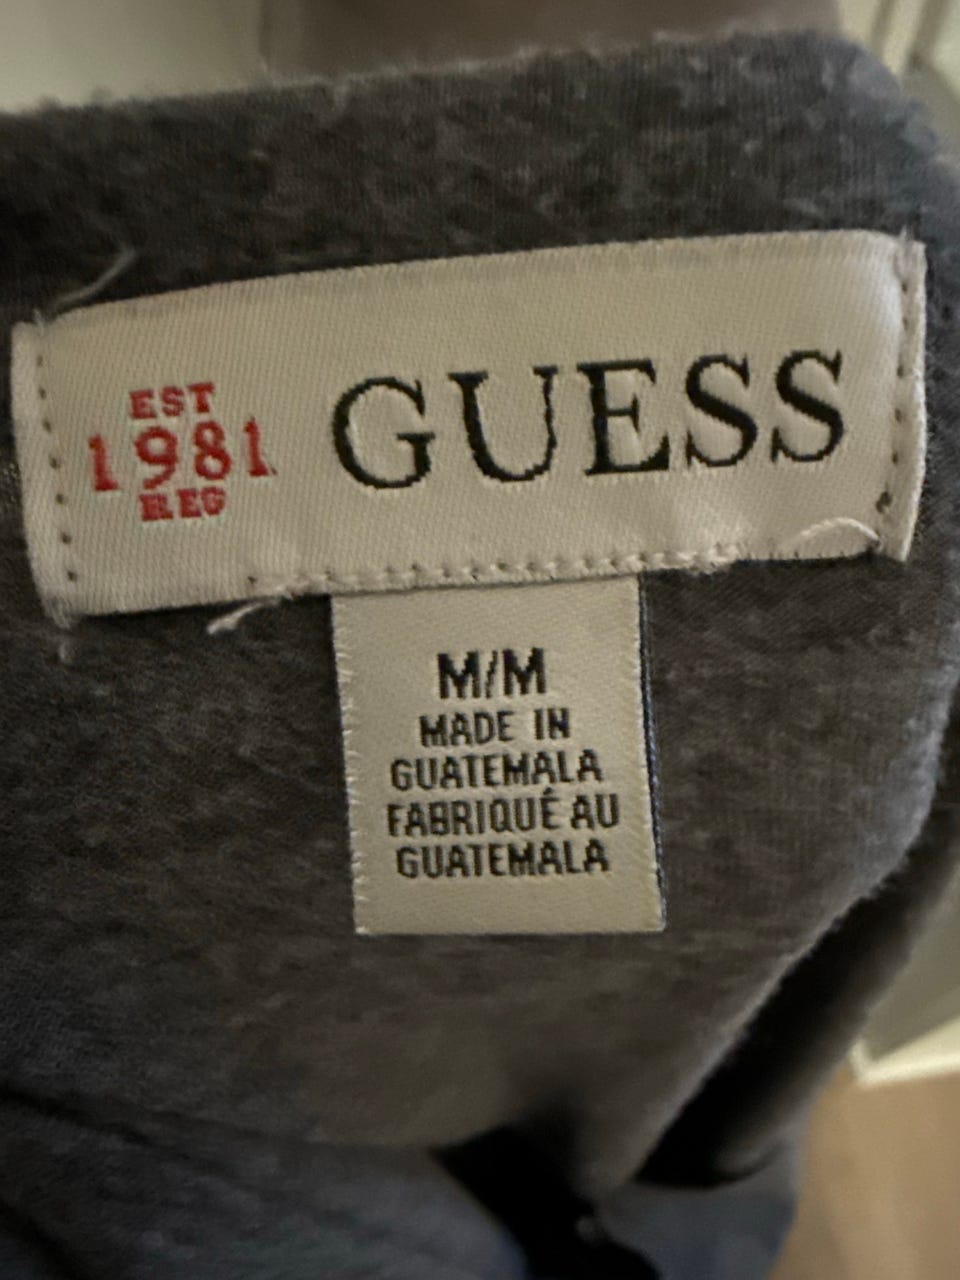 EST
1981
REG
GUESS
M/M
MADE IN
GUATEMALA
FABRIQUÉ AU
GUATEMALA